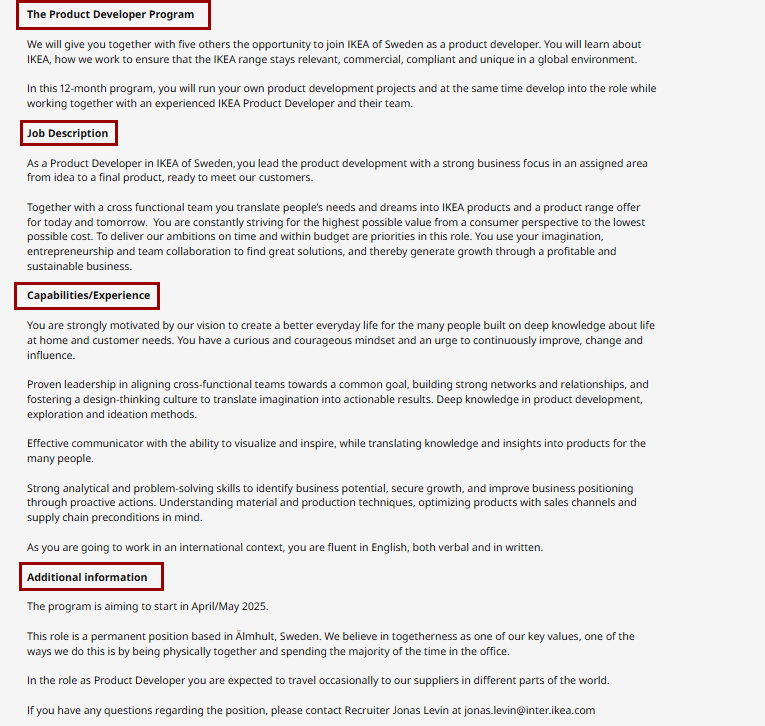 The Product Developer Program
We will give you together with five others the opportunity to join IKEA of Sweden as a product developer. You will learn about
IKEA, how we work to ensure that the IKEA range stays relevant, commercial, compliant and unique in a global environment.
In this 12-month program, you will run your own product development projects and at the same time develop into the role while
working together with an experienced IKEA Product Developer and their team.
Job Description
As a Product Developer in IKEA of Sweden, you lead the product development with a strong business focus in an assigned area
from idea to a final product, ready to meet our customers.
Together with a cross functional team you translate people's needs and dreams into IKEA products and a product range offer
for today and tomorrow. You are constantly striving for the highest possible value from a consumer perspective to the lowest
possible cost. To deliver our ambitions on time and within budget are priorities in this role. You use your imagination,
entrepreneurship and team collaboration to find great solutions, and thereby generate growth through a profitable and
sustainable business.
Capabilities/Experience
You are strongly motivated by our vision to create a better everyday life for the many people built on deep knowledge about life
at home and customer needs. You have a curious and courageous mindset and an urge to continuously improve, change and
influence.
Proven leadership in aligning cross-functional teams towards a common goal, building strong networks and relationships, and
fostering a design-thinking culture to translate imagination into actionable results. Deep knowledge in product development,
exploration and ideation methods.
Effective communicator with the ability to visualize and inspire, while translating knowledge and insights into products for the
many people.
Strong analytical and problem-solving skills to identify business potential, secure growth, and improve business positioning
through proactive actions. Understanding material and production techniques, optimizing products with sales channels and
supply chain preconditions in mind.
As you are going to work in an international context, you are fluent in English, both verbal and in written.
Additional information
The program is aiming to start in April/May 2025.
This role is a permanent position based in Älmhult, Sweden. We believe in togetherness as one of our key values, one of the
ways we do this is by being physically together and spending the majority of the time in the office.
In the role as Product Developer you are expected to travel occasionally to our suppliers in different parts of the world.
If you have any questions regarding the position, please contact Recruiter Jonas Levin at jonas.levin@inter.ikea.com